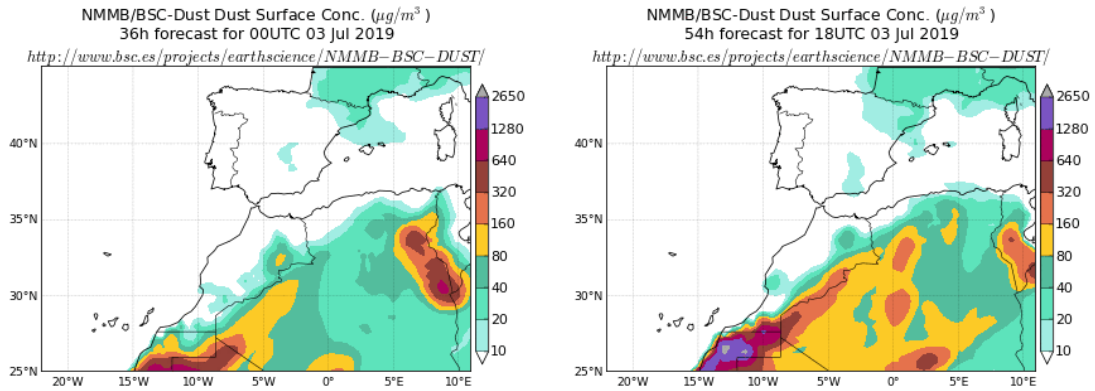 NMMB/BSC-Dust Dust Surface Conc. (μg/m³)
36h forecast for 00UTC 03 Jul 2019
http://www.bsc.es/projects/earthscience/NMMB−BSC−DUST/
2650
1280
640
320
160
80
40
20
10
40°N
35°N
30°N
25°N
20°W 15°W 10°W 5°W 0° 5°E 10°E
NMMB/BSC-Dust Dust Surface Conc. (μg/m³)
54h forecast for 18UTC 03 Jul 2019
http://www.bsc.es/projects/earthscience/NMMB−BSC−DUST/
2650
1280
640
320
160
80
40
20
10
40°N
35°N
30°N
25°N
20°W 15°W 10°W 5°W 0° 5°E 10°E